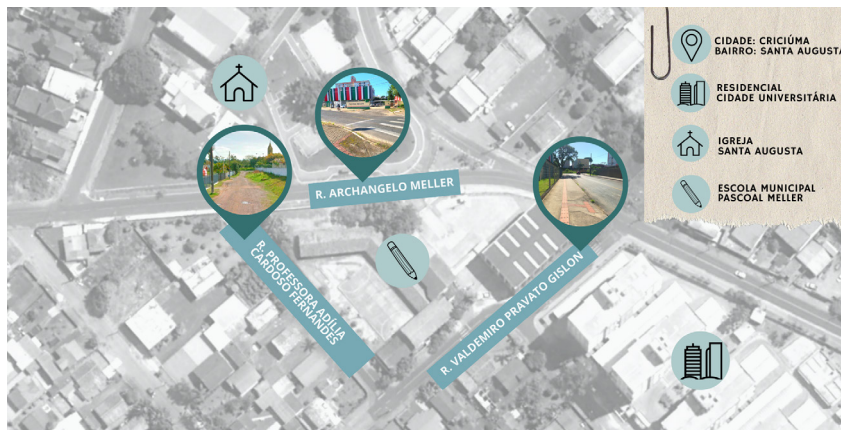 CIDADE: CRICIÚMA
BAIRRO: SANTA AUGUSTA
RESIDENCIAL
CIDADE UNIVERSITÁRIA
IGREJA
SANTA AUGUSTA
ESCOLA MUNICIPAL
PASCOAL MELLER
R. ARCHANGELO MELLER
R. PROFESSORA ADÍLIA
CARDOSO FERNANDES
R. VALDEMIRO PRAVATO GISLON